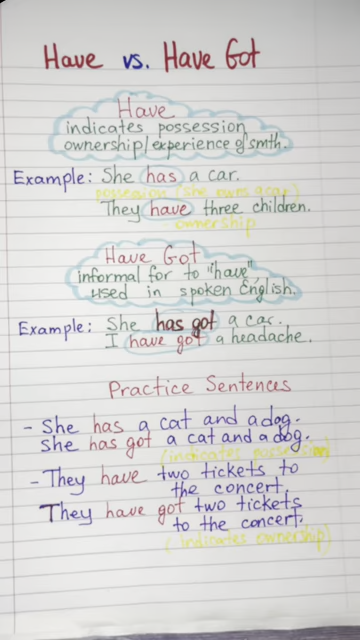 Have vs. Have Got
Have
indicates possession
ownership/experience of smth.
Example: She has a car.
possession (she owns a car)
They have three children.
ownership
Have Got
informal for to "have",
used in spoken English.
Example: She has got a car.
I have got a headache.
Practice Sentences
- She has a cat and a dog.
She has got a cat and a dog.
(indicates possession)
- They have two tickets to
the concert.
They have got two tickets
to the concert.
(indicates ownership)